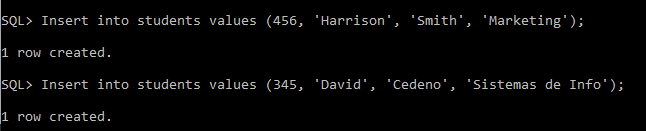 SQL> Insert into students values (456, 'Harrison', 'Smith', 'Marketing');
1 row created.
SQL> Insert into students values (345, 'David', 'Cedeno', 'Sistemas de Info');
1 row created.